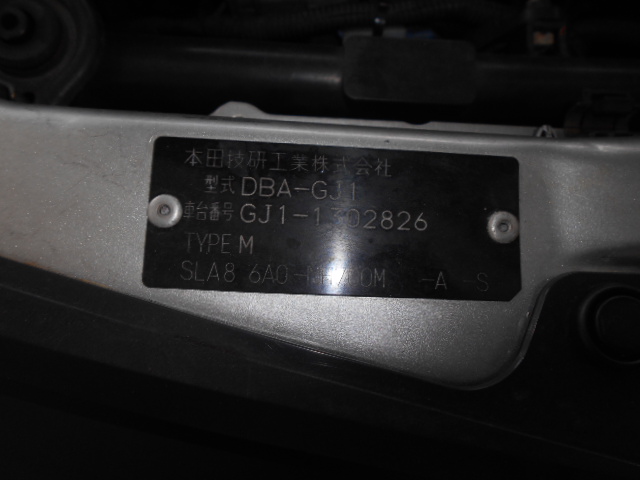 本田技研工業株式会社
型式 DBA-GJ1
車台番号 GJ1-1302826
TYPE M
SLA8 6A0- -A -S